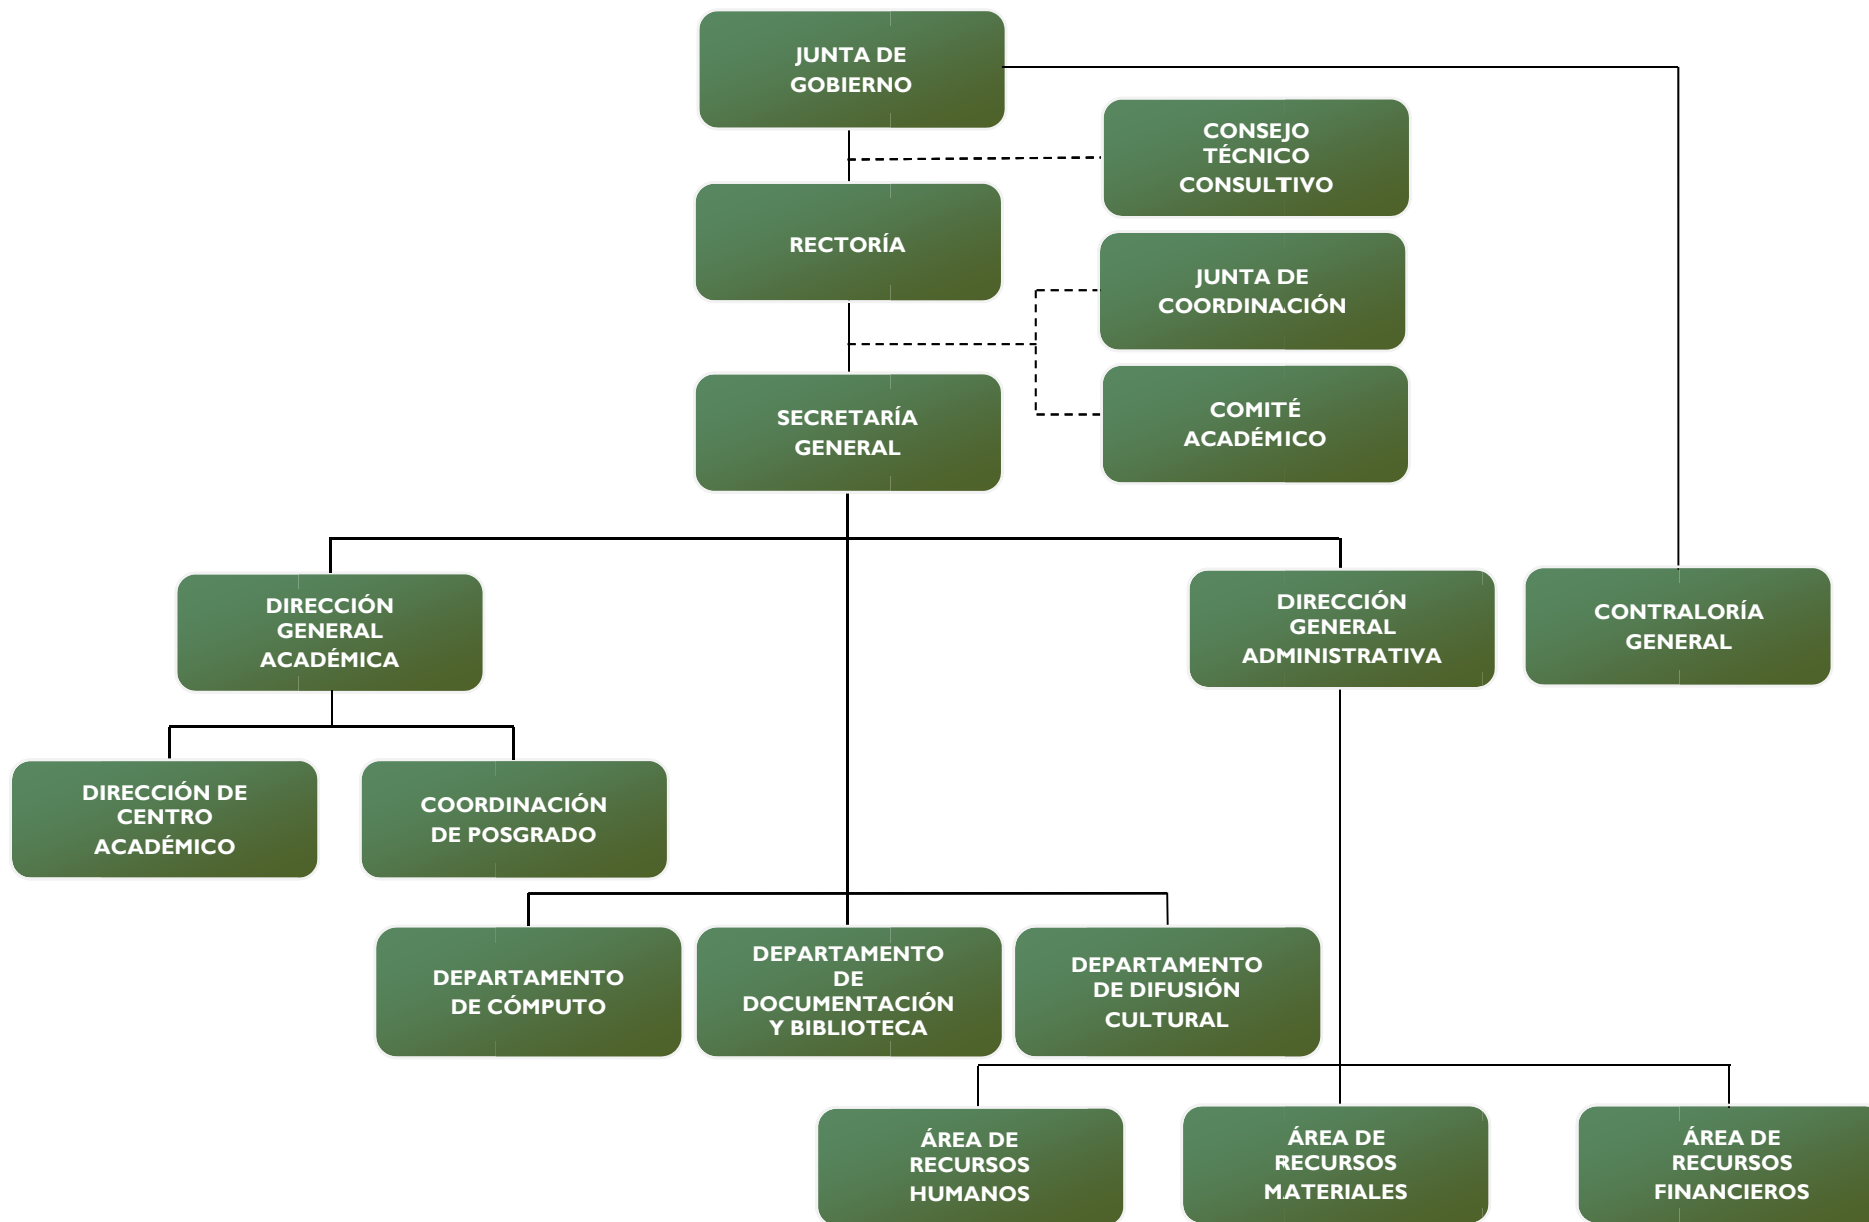 JUNTA DE
GOBIERNO
CONSEJO
TÉCNICO
CONSULTIVO
RECTORÍA
JUNTA DE
COORDINACIÓN
SECRETARÍA
GENERAL
COMITÉ
ACADÉMICO
DIRECCIÓN
GENERAL
ACADÉMICA
DIRECCIÓN
GENERAL
ADMINISTRATIVA
CONTRALORÍA
GENERAL
DIRECCIÓN DE
CENTRO
ACADÉMICO
COORDINACIÓN
DE POSGRADO
DEPARTAMENTO
DE CÓMPUTO
DEPARTAMENTO
DE
DOCUMENTACIÓN
Y BIBLIOTECA
DEPARTAMENTO
DE DIFUSIÓN
CULTURAL
ÁREA DE
RECURSOS
HUMANOS
ÁREA DE
RECURSOS
MATERIALES
ÁREA DE
RECURSOS
FINANCIEROS